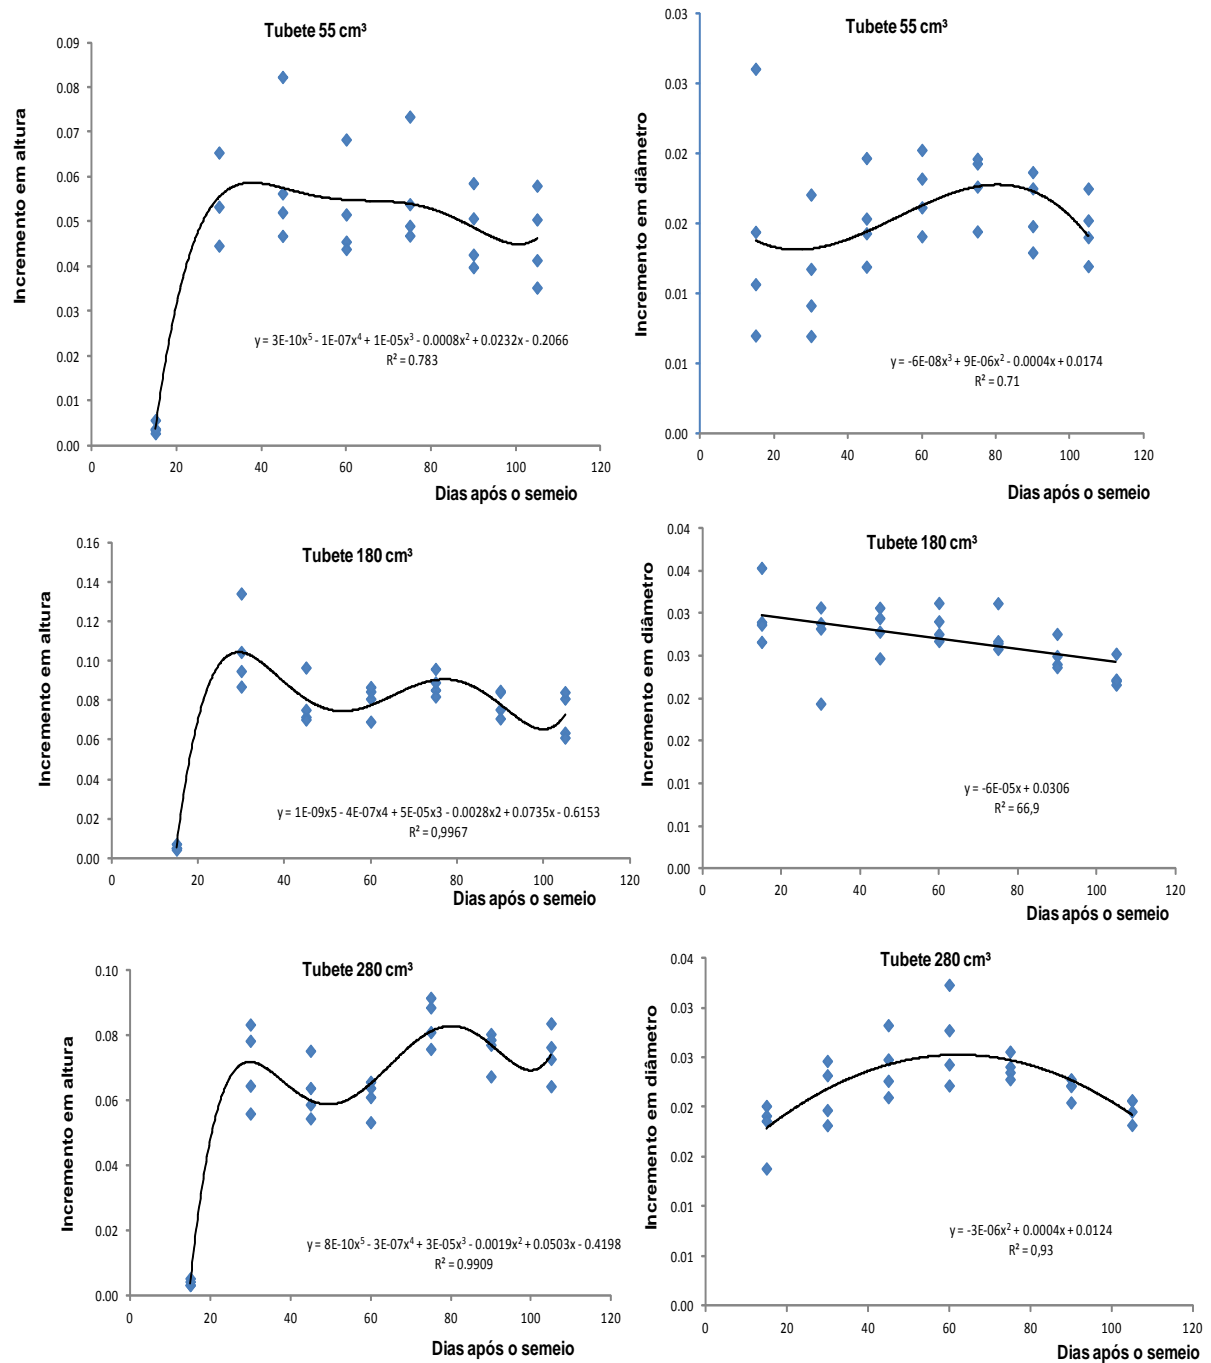 Tubete 55 cm³
Incremento em altura
0.09
0.08
0.07
0.06
0.05
0.04
0.03
0.02
0.01
0.00
y = 3E-10x⁵ - 1E-07x⁴ + 1E-05x³ - 0.0008x² + 0.0232x - 0.2066
R² = 0.783
0 20 40 60 80 100 120
Dias após o semeio
Tubete 55 cm³
Incremento em diâmetro
0.03
0.03
0.02
0.02
0.01
0.01
0.00
y = -6E-08x³ + 9E-06x² - 0.0004x + 0.0174
R² = 0.71
0 20 40 60 80 100 120
Dias após o semeio
Tubete 180 cm³
Incremento em altura
0.16
0.14
0.12
0.10
0.08
0.06
0.04
0.02
0.00
y = 1E-09x5 - 4E-07x4 + 5E-05x3 - 0.0028x2 + 0.0735x - 0.6153
R² = 0,9967
0 20 40 60 80 100 120
Dias após o semeio
Tubete 180 cm³
Incremento em diâmetro
0.04
0.04
0.03
0.03
0.02
0.02
0.01
0.01
0.00
y = -6E-05x + 0.0306
R² = 66,9
0 20 40 60 80 100 120
Dias após o semeio
Tubete 280 cm³
Incremento em altura
0.10
0.08
0.06
0.04
0.02
0.00
y = 8E-10x⁵ - 3E-07x⁴ + 3E-05x³ - 0.0019x² + 0.0503x - 0.4198
R² = 0.9909
0 20 40 60 80 100 120
Dias após o semeio
Tubete 280 cm³
Incremento em diâmetro
0.04
0.03
0.03
0.02
0.02
0.01
0.01
0.00
y = -3E-06x² + 0.0004x + 0.0124
R² = 0,93
0 20 40 60 80 100 120
Dias após o semeio